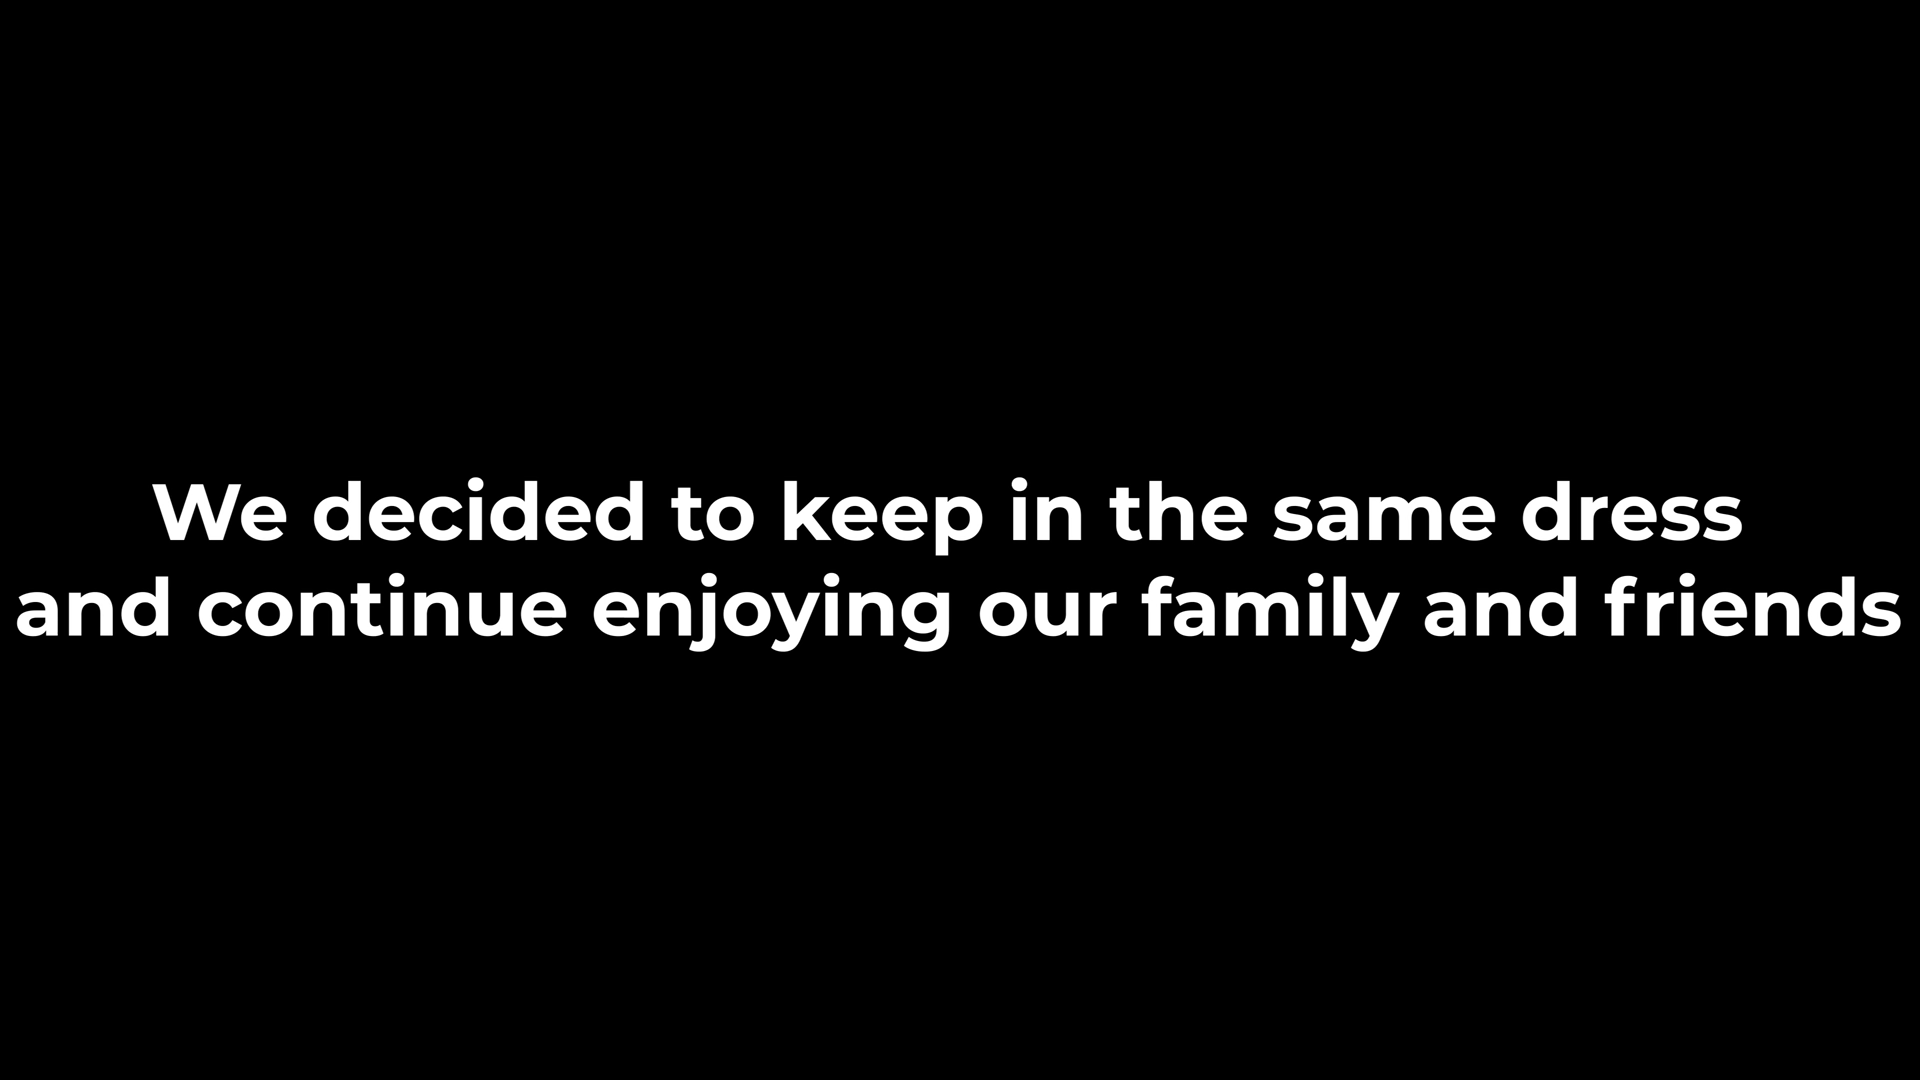 We decided to keep in the same dress
and continue enjoying our family and friends